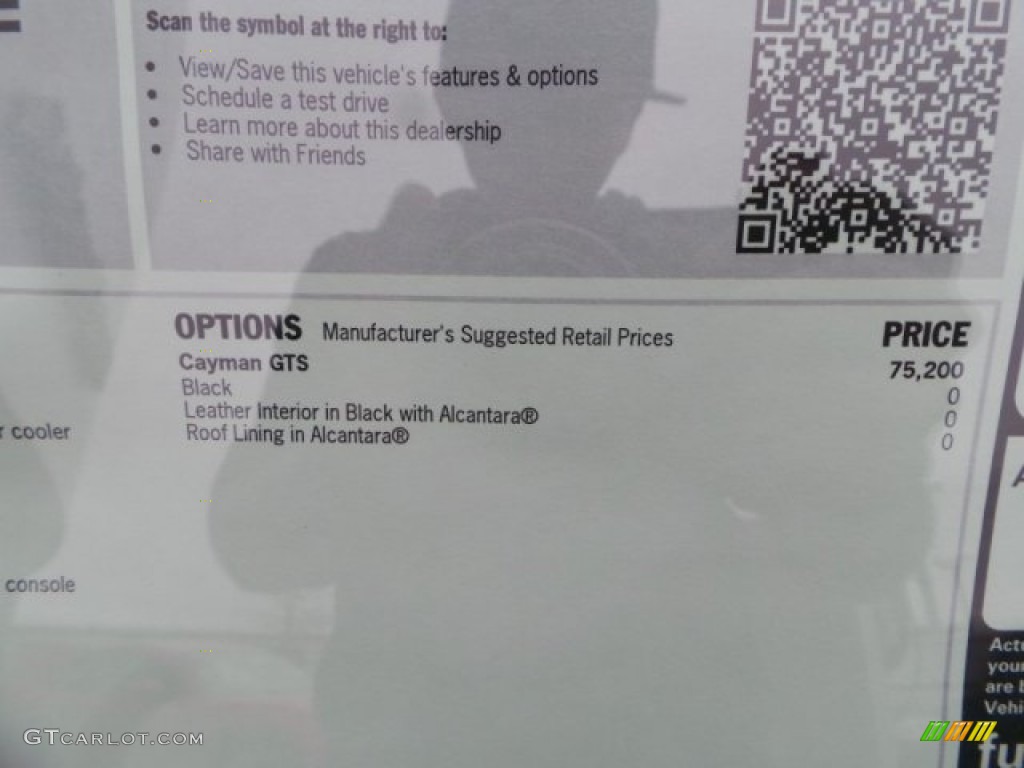 Scan the symbol at the right to:
• View/Save this vehicle's features & options
• Schedule a test drive
• Learn more about this dealership
• Share with Friends
OPTIONS Manufacturer's Suggested Retail Prices PRICE
Cayman GTS 75,200
Black 0
Leather Interior in Black with Alcantara® 0
Roof Lining in Alcantara® 0
cooler
console
your
are
GTCARLOT.COM